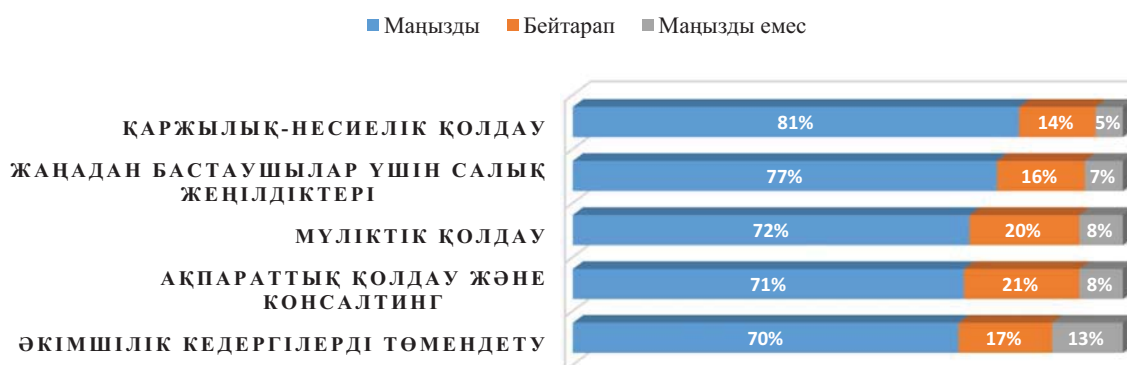 Маңызды Бейтарап Маңызды емес
ҚАРЖЫЛЫҚ-НЕСИЕЛІК ҚОЛДАУ 81% 14% 5%
ЖАҢАДАН БАСТАУШЫЛАР ҮШІН САЛЫҚ
ЖЕҢІЛДІКТЕРІ 77% 16% 7%
МҮЛІКТІК ҚОЛДАУ 72% 20% 8%
АҚПАРАТТЫҚ ҚОЛДАУ ЖӘНЕ
КОНСАЛТИНГ 71% 21% 8%
ӘКІМШІЛІК КЕДЕРГІЛЕРДІ ТӨМЕНДЕТУ 70% 17% 13%